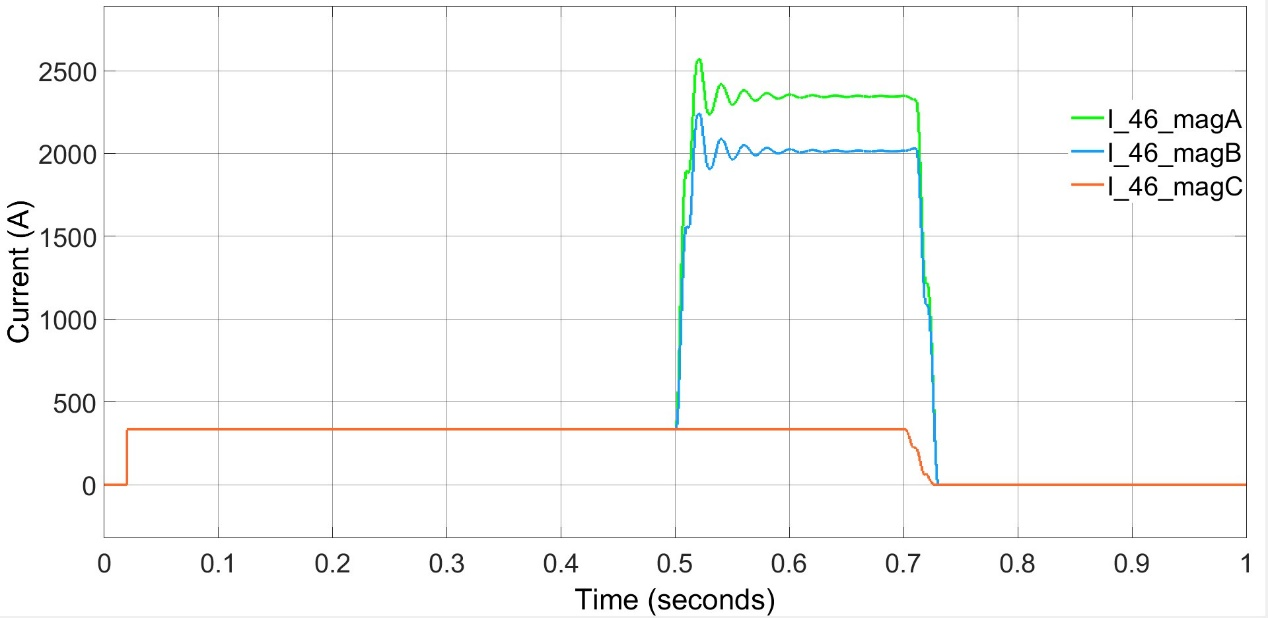 2500
2000
1500
1000
500
0
Current (A)
I_46_magA
I_46_magB
I_46_magC
0 0.1 0.2 0.3 0.4 0.5 0.6 0.7 0.8 0.9 1
Time (seconds)